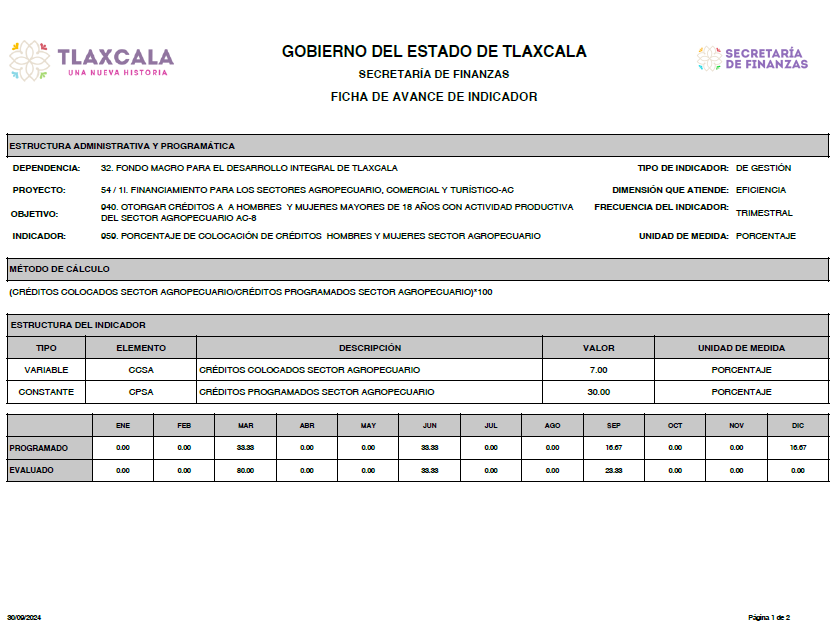 TLAXCALA
UNA NUEVA HISTORIA
GOBIERNO DEL ESTADO DE TLAXCALA
SECRETARÍA DE FINANZAS
FICHA DE AVANCE DE INDICADOR
SECRETARÍA
DE FINANZAS
ESTRUCTURA ADMINISTRATIVA Y PROGRAMÁTICA
DEPENDENCIA: 32. FONDO MACRO PARA EL DESARROLLO INTEGRAL DE TLAXCALA TIPO DE INDICADOR: DE GESTIÓN
PROYECTO: 54 / 1I. FINANCIAMIENTO PARA LOS SECTORES AGROPECUARIO, COMERCIAL Y TURÍSTICO-AC DIMENSIÓN QUE ATIENDE: EFICIENCIA
OBJETIVO: 940. OTORGAR CRÉDITOS A A HOMBRES Y MUJERES MAYORES DE 18 AÑOS CON ACTIVIDAD PRODUCTIVA
DEL SECTOR AGROPECUARIO AC-8
FRECUENCIA DEL INDICADOR: TRIMESTRAL
INDICADOR: 959. PORCENTAJE DE COLOCACIÓN DE CRÉDITOS HOMBRES Y MUJERES SECTOR AGROPECUARIO UNIDAD DE MEDIDA: PORCENTAJE
MÉTODO DE CÁLCULO
(CRÉDITOS COLOCADOS SECTOR AGROPECUARIO/CRÉDITOS PROGRAMADOS SECTOR AGROPECUARIO)*100
ESTRUCTURA DEL INDICADOR
TIPO ELEMENTO DESCRIPCIÓN VALOR UNIDAD DE MEDIDA
VARIABLE CCSA CRÉDITOS COLOCADOS SECTOR AGROPECUARIO 7.00 PORCENTAJE
CONSTANTE CPSA CRÉDITOS PROGRAMADOS SECTOR AGROPECUARIO 30.00 PORCENTAJE
ENE FEB MAR ABR MAY JUN JUL AGO SEP OCT NOV DIC
PROGRAMADO 0.00 0.00 33.33 0.00 0.00 33.33 0.00 0.00 16.67 0.00 0.00 16.67
EVALUADO 0.00 0.00 80.00 0.00 0.00 33.33 0.00 0.00 23.33 0.00 0.00 0.00
30/09/2024 Página 1 de 2